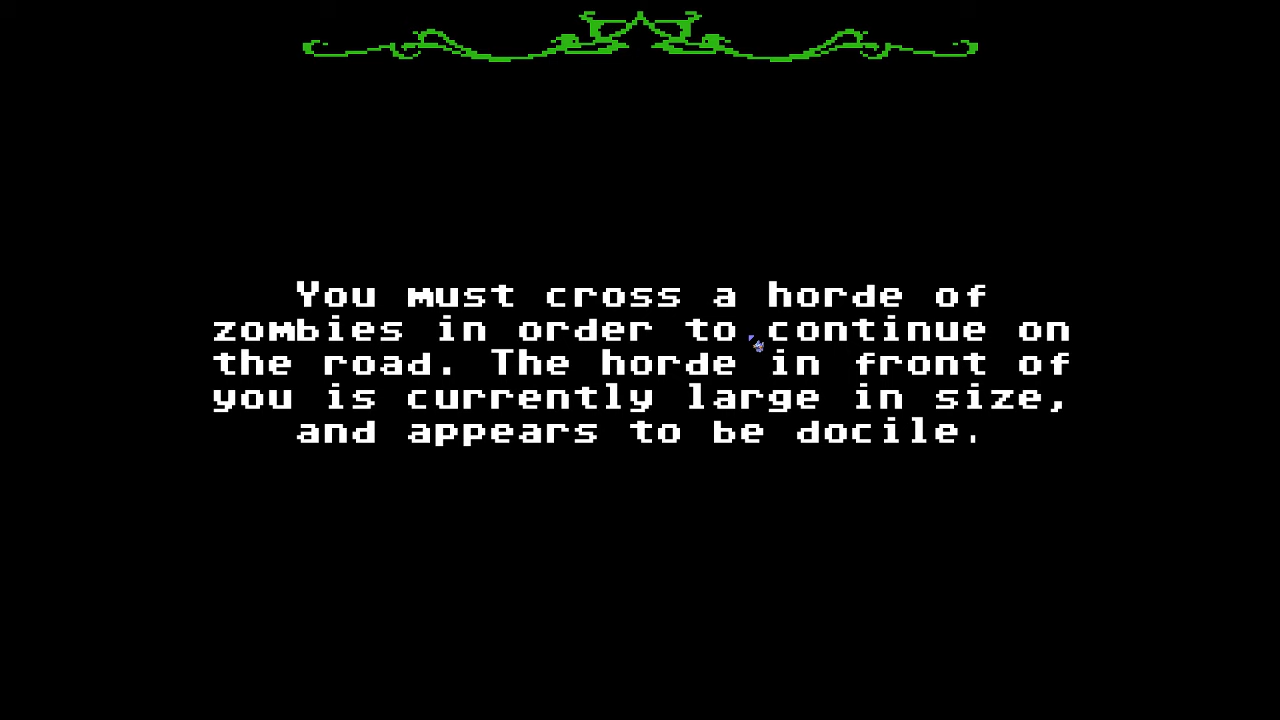 You must cross a horde of
zombies in order to continue on
the road. The horde in front of
you is currently large in size,
and appears to be docile.